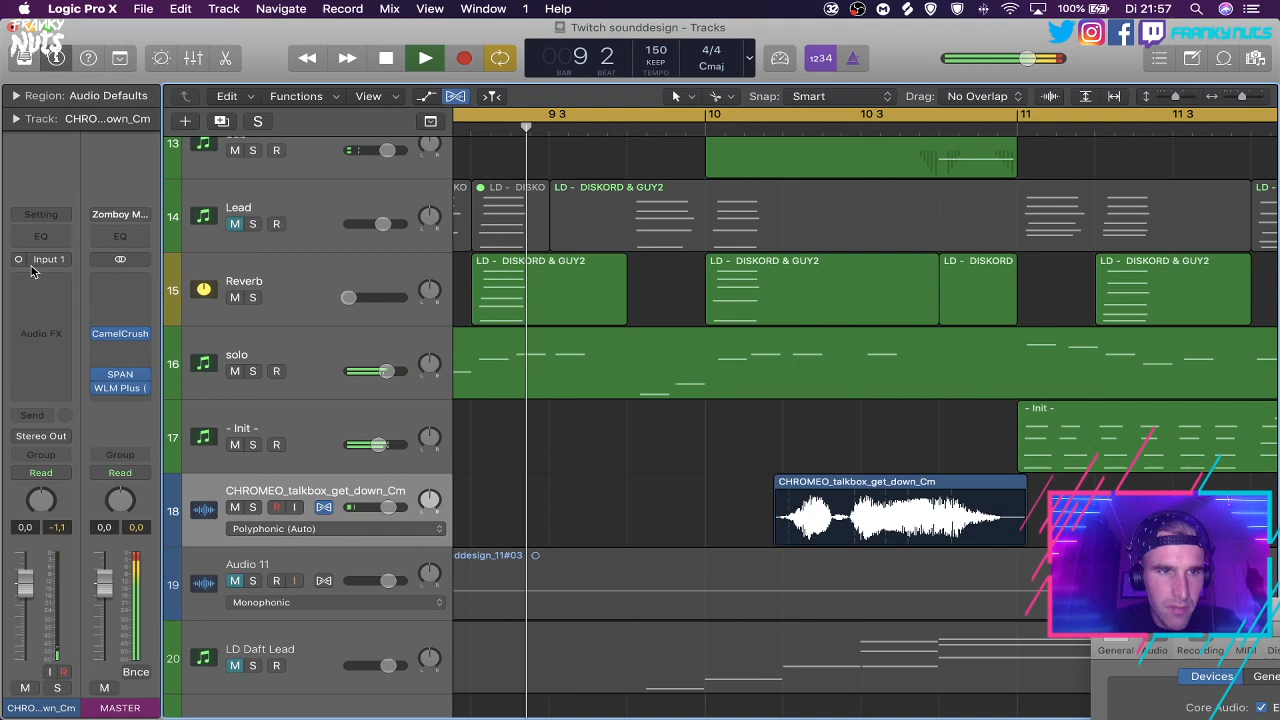 Logic Pro X File Edit Track Navigate Record Mix View Window 1 Help 100% Di 21:57
FRANKY NUTS
FRANKYNUTS
Twitch sounddesign - Tracks
009 2 150 4/4
KEEP Cmaj
BAR BEAT TEMPO
1234
Region: Audio Defaults
Edit Functions View Snap: Smart Drag: No Overlap
Track: CHRO...own_Cm
S
9 3 10 10 3 11 11 3
Setting Zomboy M...
EQ EQ
Input 1
Audio FX CamelCrush
SPAN
WLM Plus (
Send
Stereo Out
Group Group
Read Read
0,0 -1,1 0,0 0,0
I R Bnce
M S M
CHRO...wn_Cm MASTER
13
M S R
L R
14 Lead
M S R
L R
LD - DISKO LD - DISKORD & GUY2 LD -
15 Reverb
M S
L R
LD - DISKORD & GUY2 LD - DISKORD & GUY2 LD - DISKORD LD - DISKORD & GUY2
16 solo
M S R
L R
17 - Init -
M S R
L R
- Init -
18 CHROMEO_talkbox_get_down_Cm
M S R I
Polyphonic (Auto)
CHROMEO_talkbox_get_down_Cm
19 Audio 11
M S R I
L R
Monophonic
ddesign_11#03
20 LD Daft Lead
M S R
L R
General Audio Recording MIDI
Devices Gene
Core Audio: